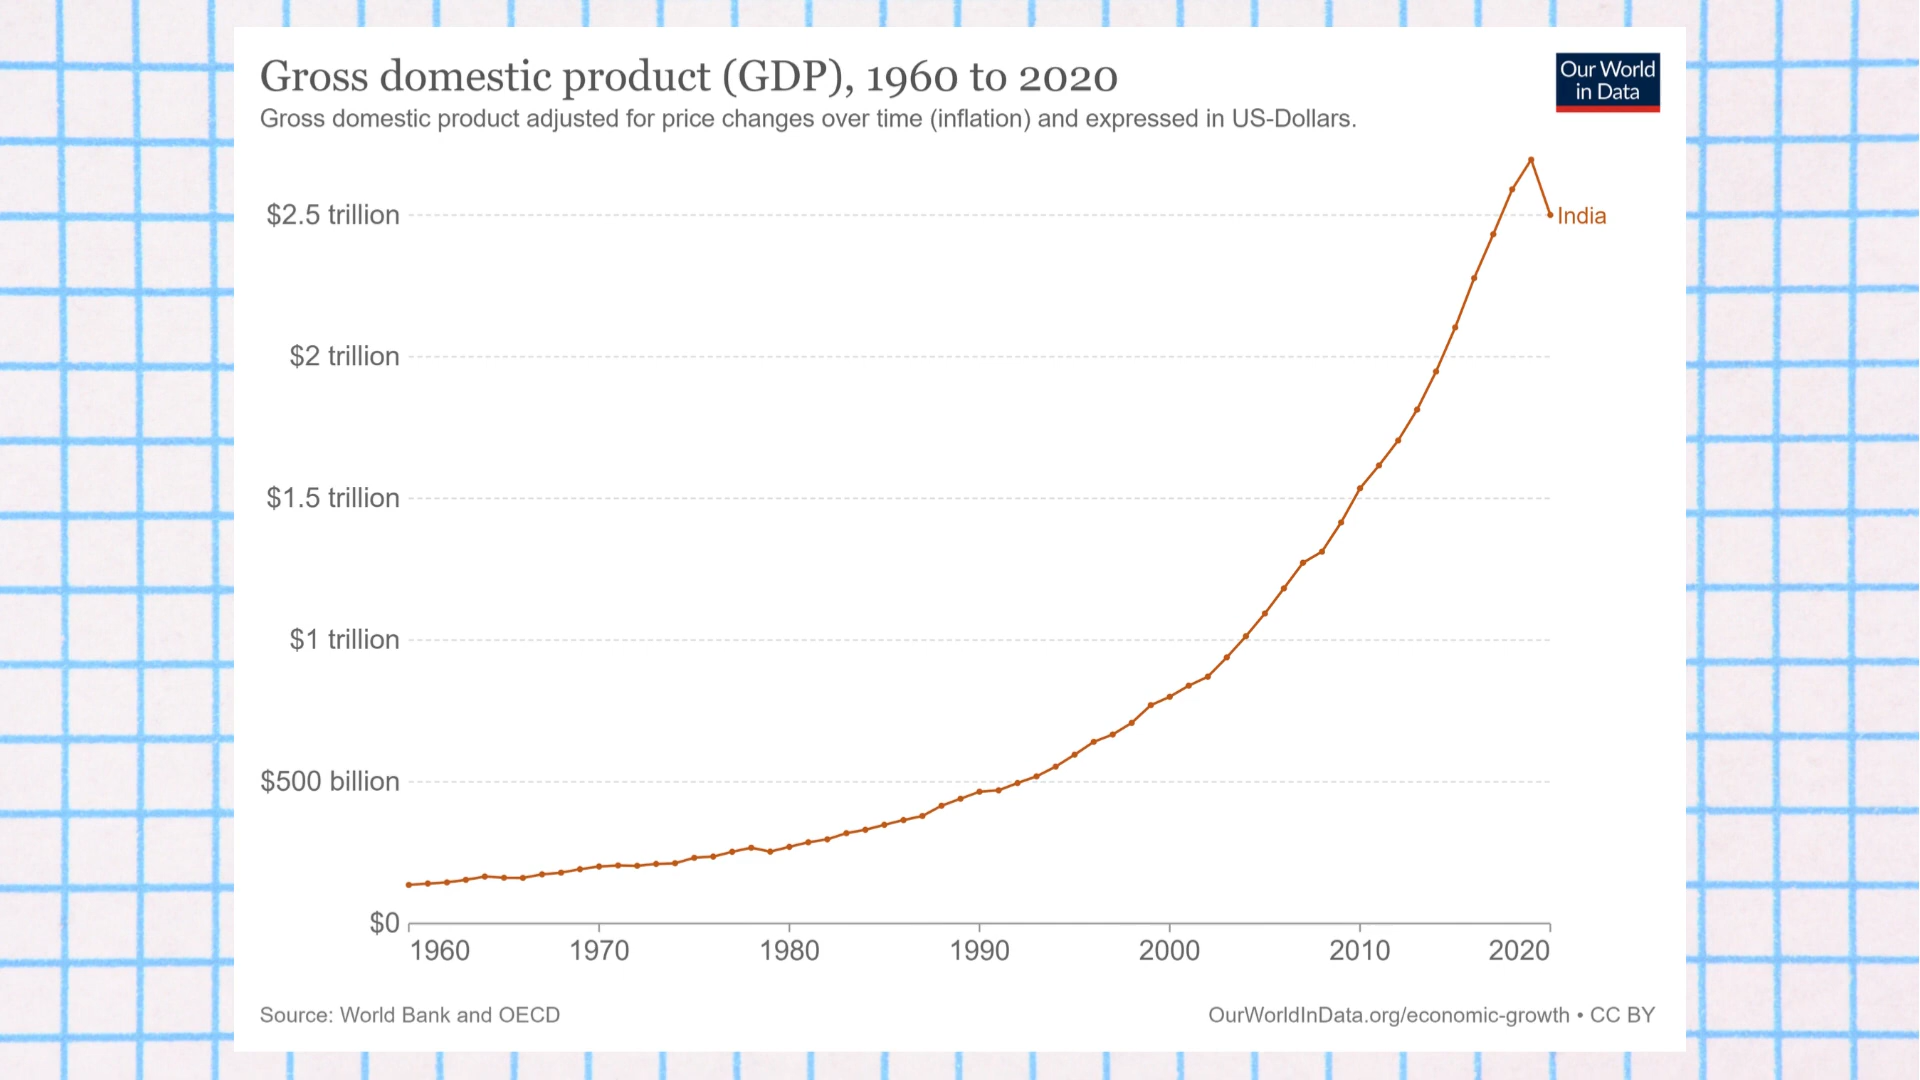 Gross domestic product (GDP), 1960 to 2020
Gross domestic product adjusted for price changes over time (inflation) and expressed in US-Dollars.
Our World
in Data
$2.5 trillion
India
$2 trillion
$1.5 trillion
$1 trillion
$500 billion
$0
1960 1970 1980 1990 2000 2010 2020
Source: World Bank and OECD
OurWorldInData.org/economic-growth • CC BY